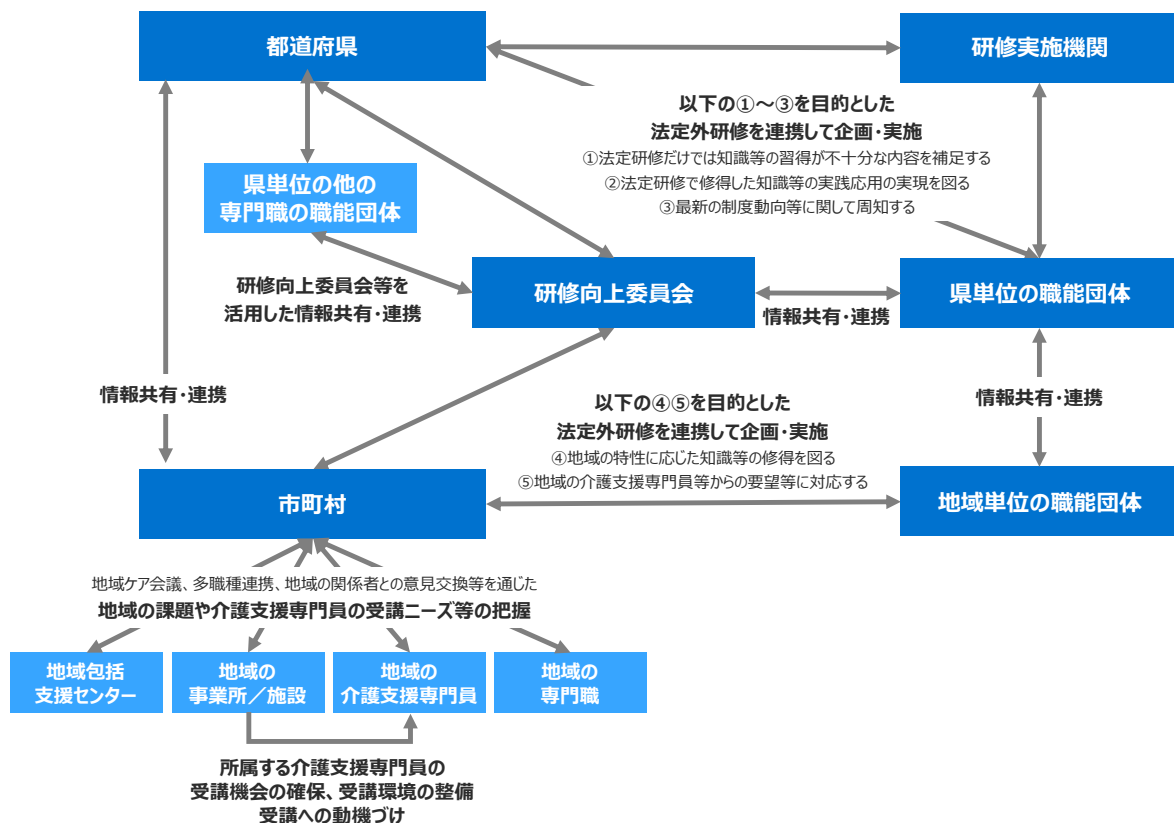 都道府県
研修実施機関
以下の①～③を目的とした
法定外研修を連携して企画・実施
①法定研修だけでは知識等の習得が不十分な内容を補足する
②法定研修で修得した知識等の実践応用の実現を図る
③最新の制度動向等に関して周知する
県単位の他の
専門職の職能団体
研修向上委員会等を
活用した情報共有・連携
研修向上委員会
情報共有・連携
県単位の職能団体
情報共有・連携
情報共有・連携
以下の④⑤を目的とした
法定外研修を連携して企画・実施
④地域の特性に応じた知識等の修得を図る
⑤地域の介護支援専門員等からの要望等に対応する
市町村
地域単位の職能団体
地域ケア会議、多職種連携、地域の関係者との意見交換等を通じた
地域の課題や介護支援専門員の受講ニーズ等の把握
地域包括
支援センター
地域の
事業所／施設
地域の
介護支援専門員
地域の
専門職
所属する介護支援専門員の
受講機会の確保、受講環境の整備
受講への動機づけ